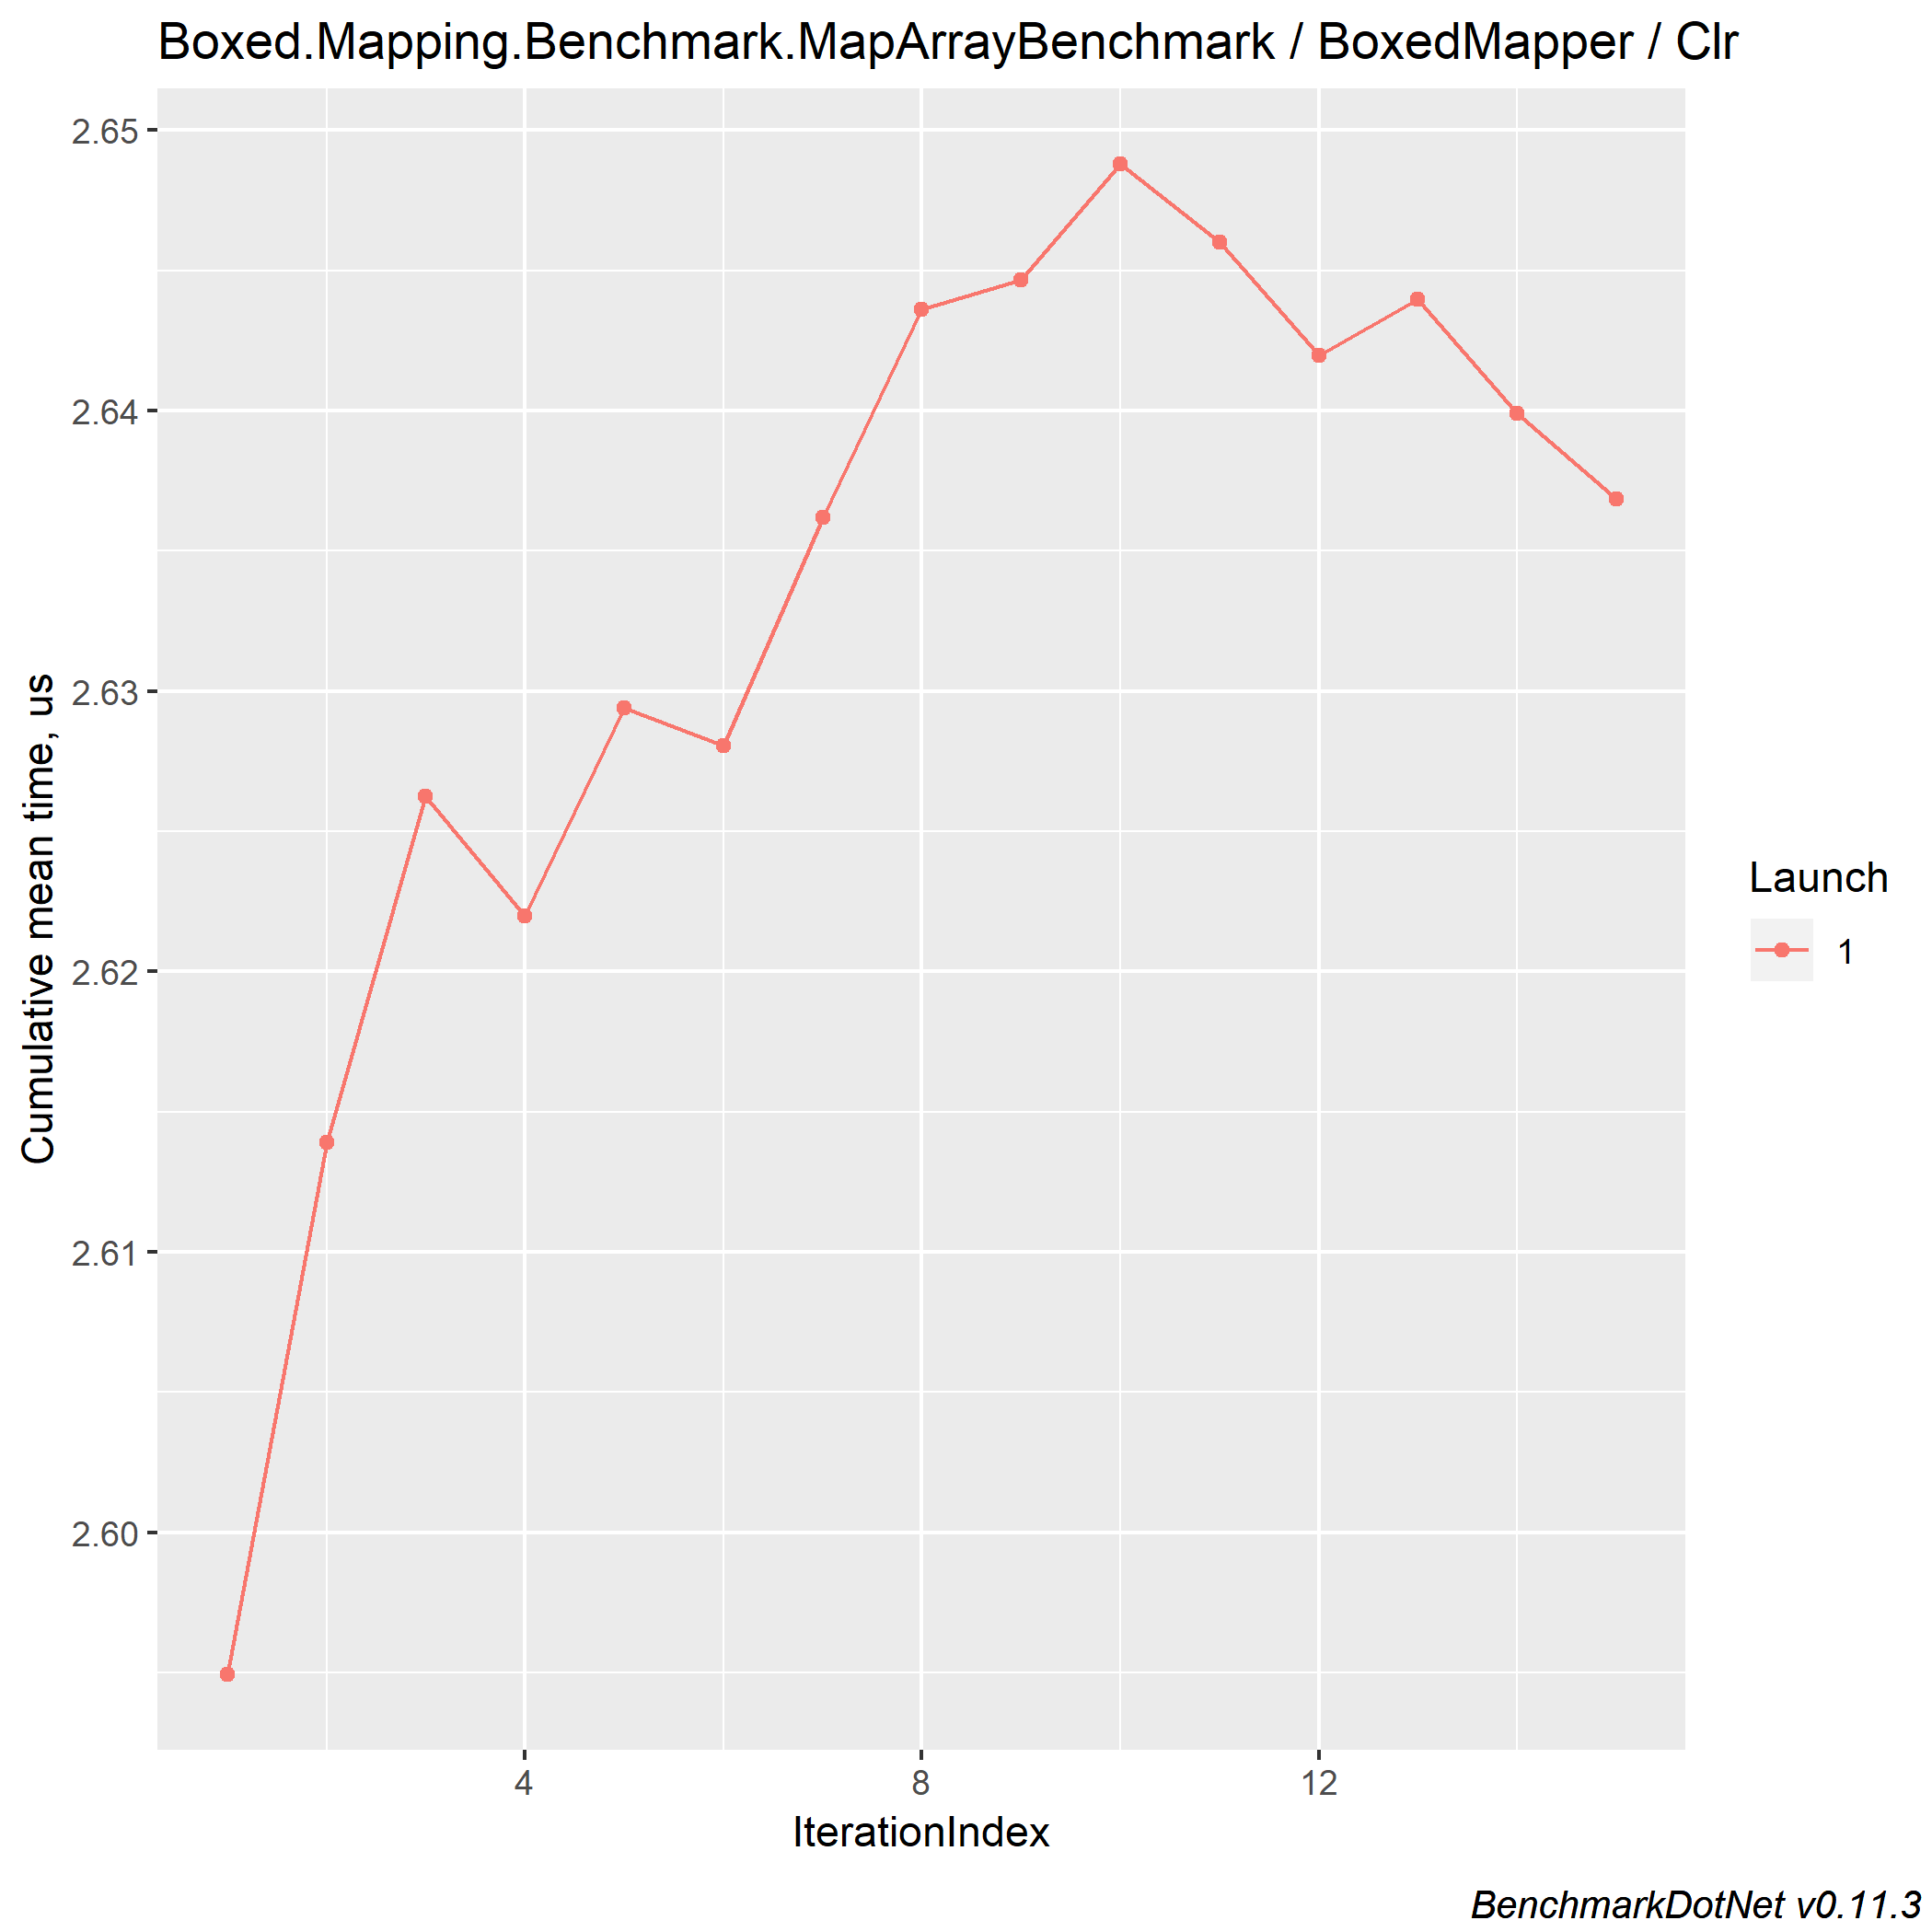 Boxed.Mapping.Benchmark.MapArrayBenchmark / BoxedMapper / Clr
2.65
2.64
2.63
2.62
2.61
2.60
Cumulative mean time, us
4
8
12
IterationIndex
Launch
1
BenchmarkDotNet v0.11.3